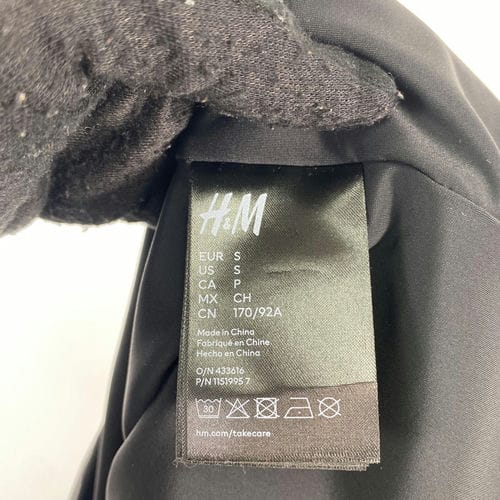 H&M
EUR S
US S
CA P
MX CH
CN 170/92A
Made in China
Fabriqué en Chine
Hecho en China
O/N 433616
P/N 1151995 7
30
hm.com/takecare